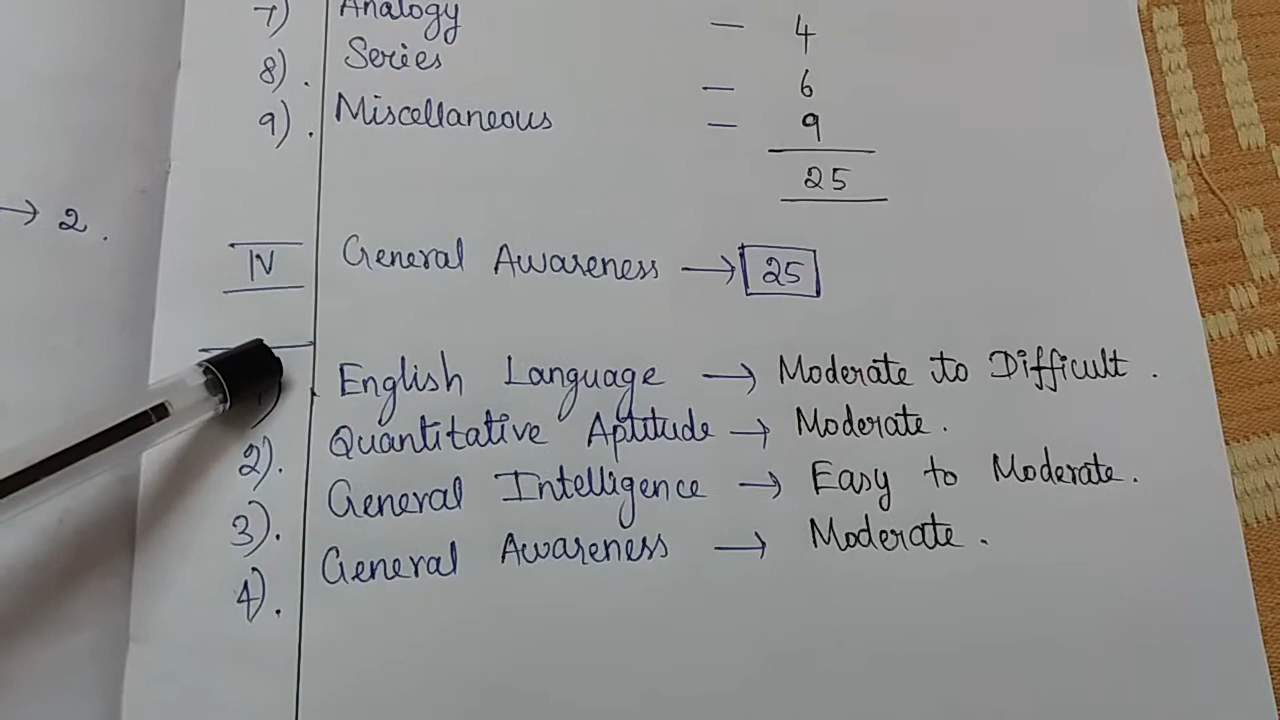 7) Analogy — 4
8). Series — 6
9). Miscellaneous — 9
25
→ 2.
IV General Awareness → 25
1) English Language → Moderate to Difficult.
2). Quantitative Aptitude → Moderate.
3). General Intelligence → Easy to Moderate.
4). General Awareness → Moderate.